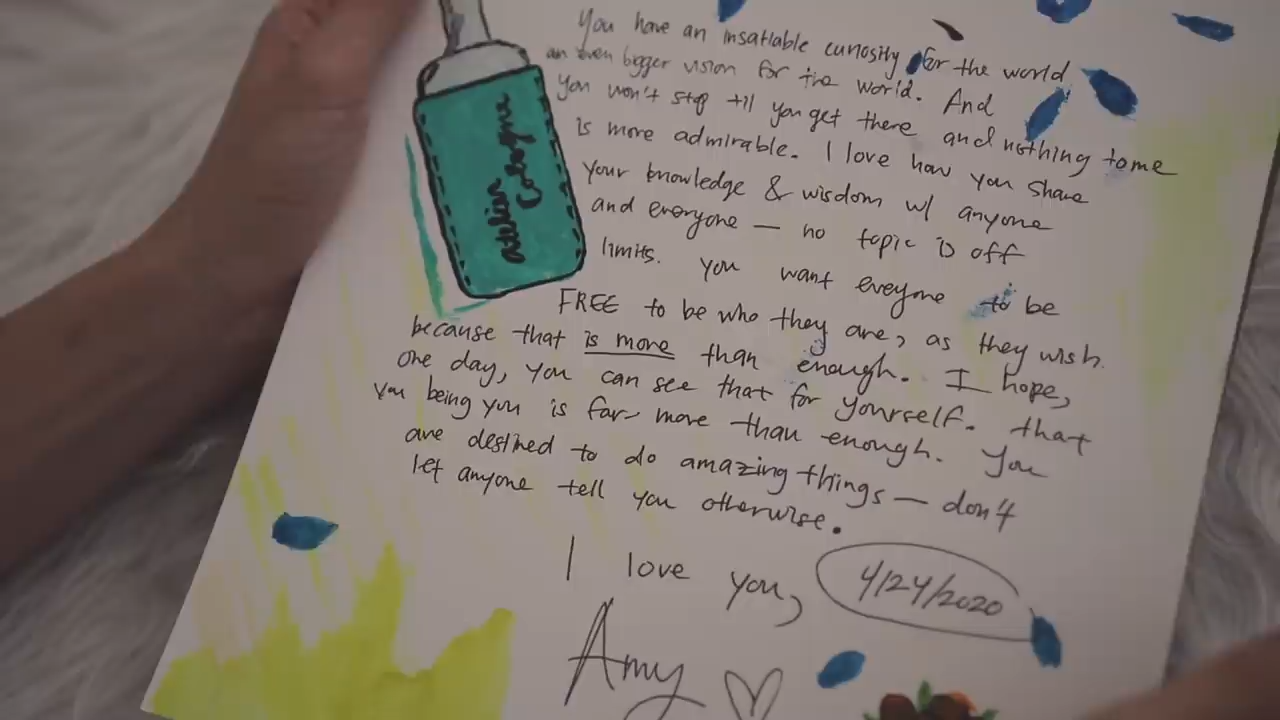 atelier
Cologne
You have an insatiable curiosity for the world
an even bigger vision for the world. And
you won't stop til you get there and nothing to me
is more admirable. I love how you share
your knowledge & wisdom w/ anyone
and everyone — no topic is off
limits. you want eveyone to be
FREE to be who they are, as they wish.
because that is more than enough. I hope,
one day, you can see that for yourself. that
you being you is far more than enough. You
are destined to do amazing things — don't
let anyone tell you otherwise.
I love you,
4/24/2020
Amy